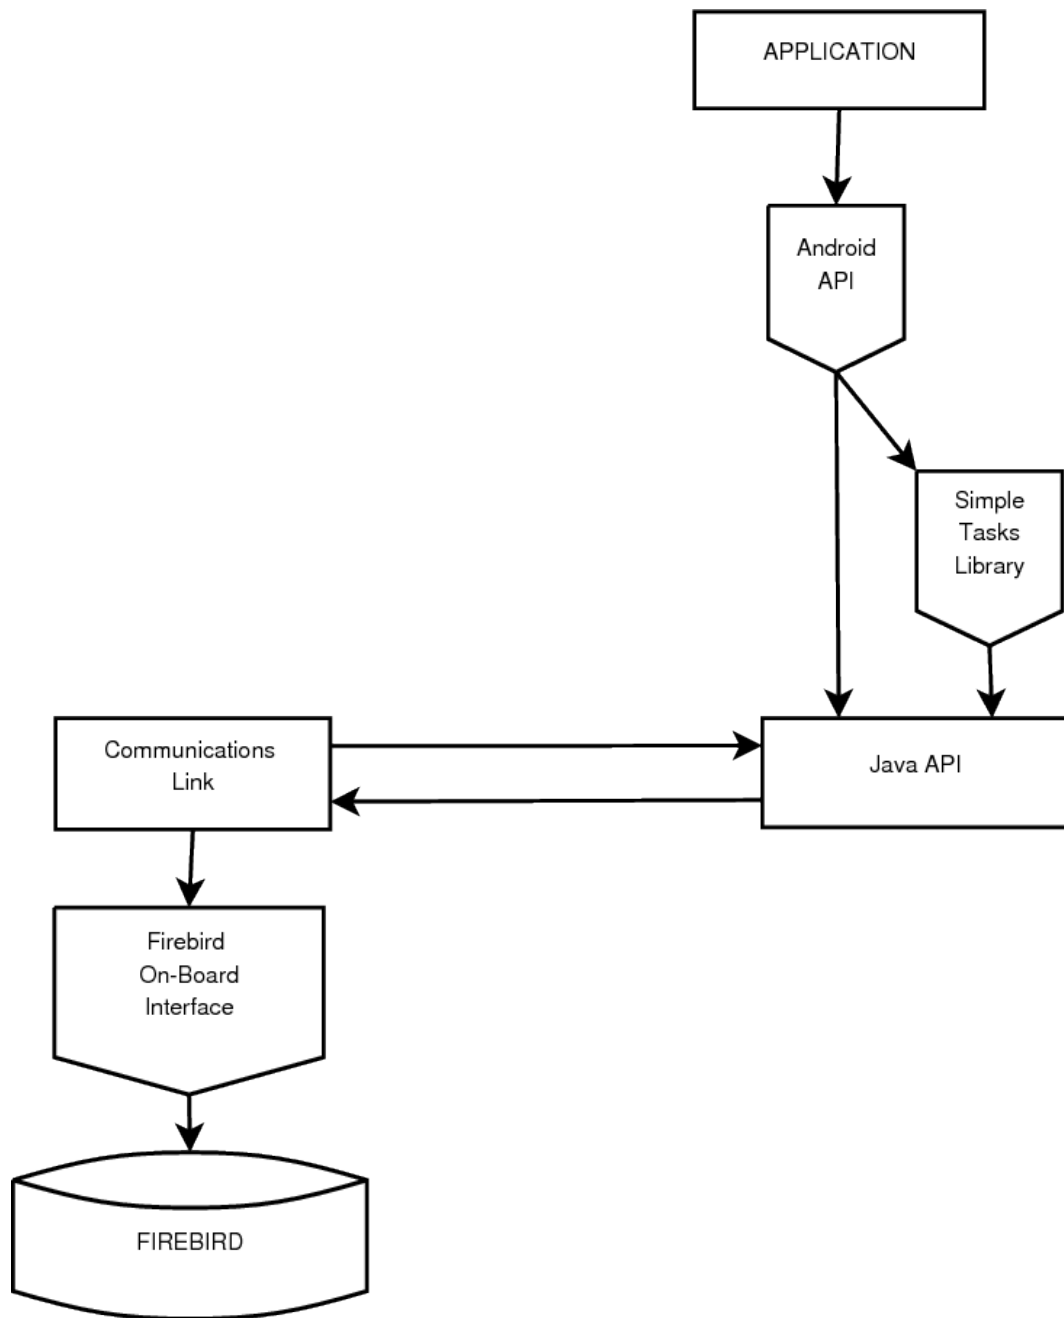 APPLICATION
Android
API
Simple
Tasks
Library
Communications
Link
Java API
Firebird
On-Board
Interface
FIREBIRD